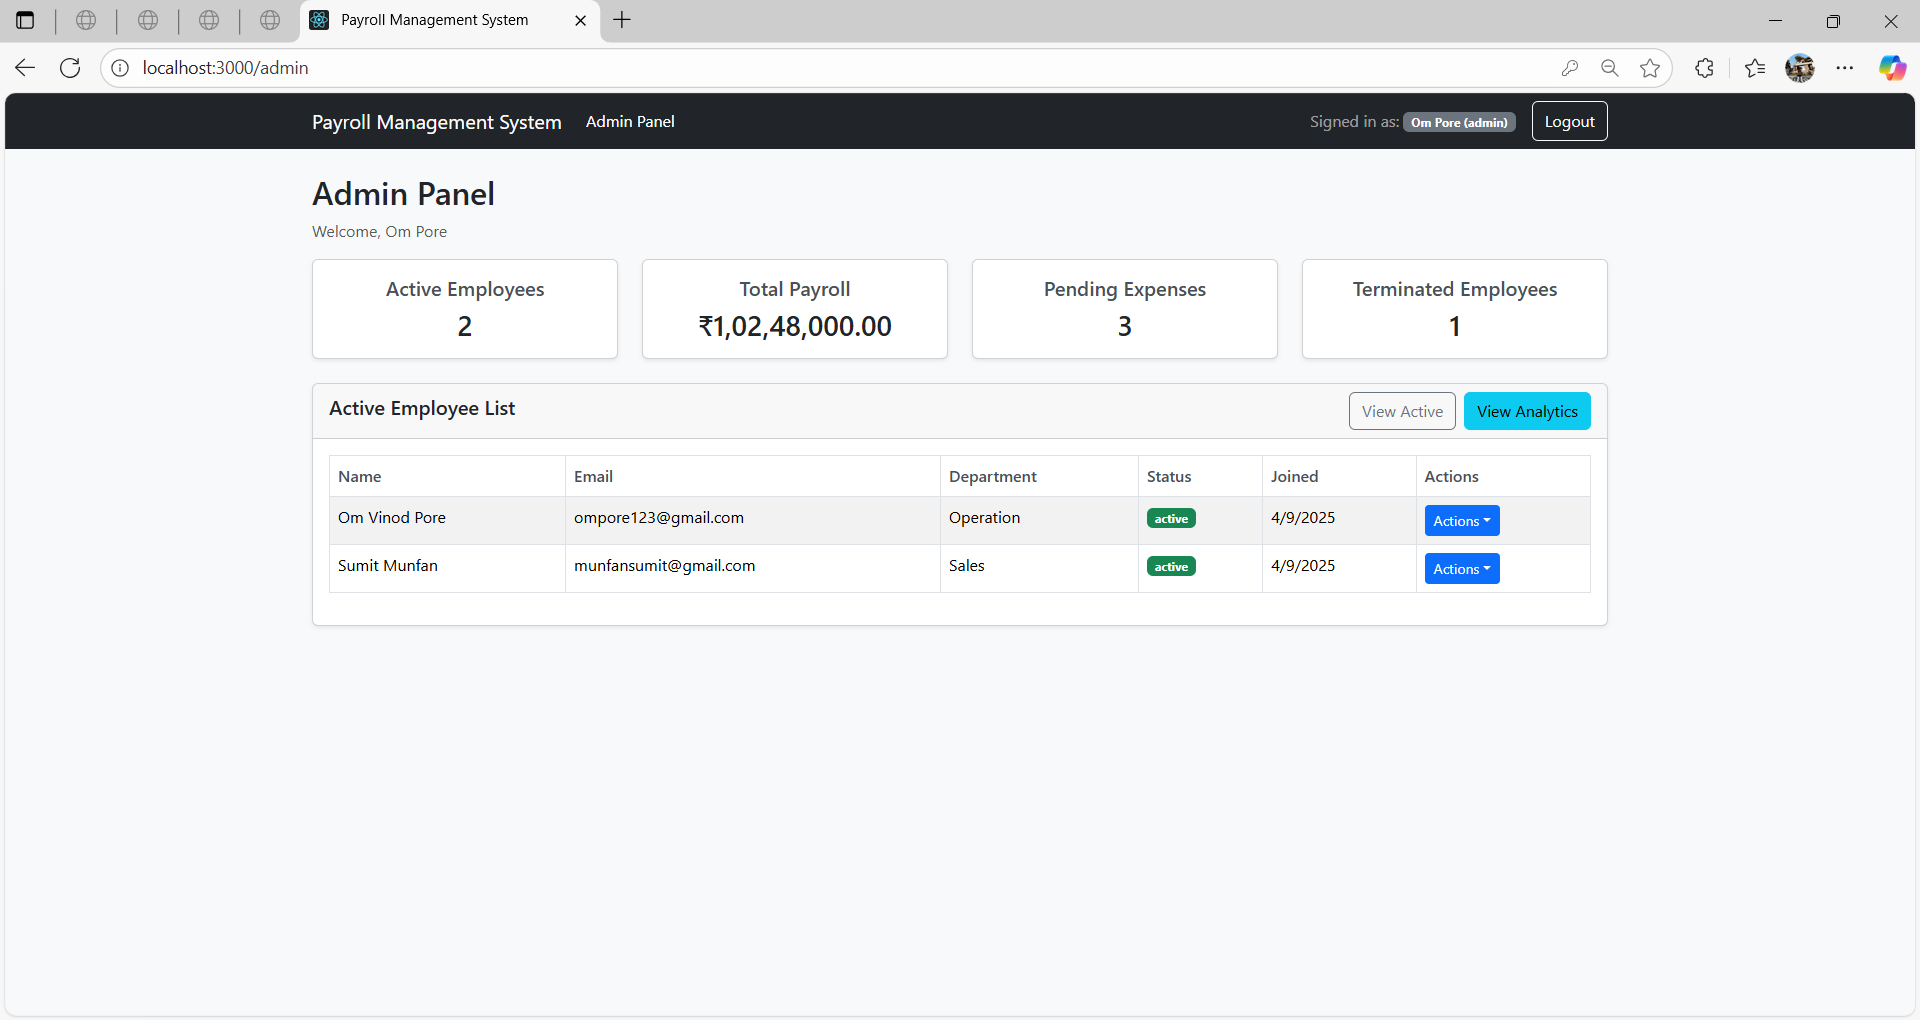 Payroll Management System
localhost:3000/admin
Payroll Management System Admin Panel Signed in as: Om Pore (admin) Logout
Admin Panel
Welcome, Om Pore
Active Employees Total Payroll Pending Expenses Terminated Employees
2 ₹1,02,48,000.00 3 1
Active Employee List View Active View Analytics
Name Email Department Status Joined Actions
Om Vinod Pore ompore123@gmail.com Operation active 4/9/2025 Actions
Sumit Munfan munfansumit@gmail.com Sales active 4/9/2025 Actions